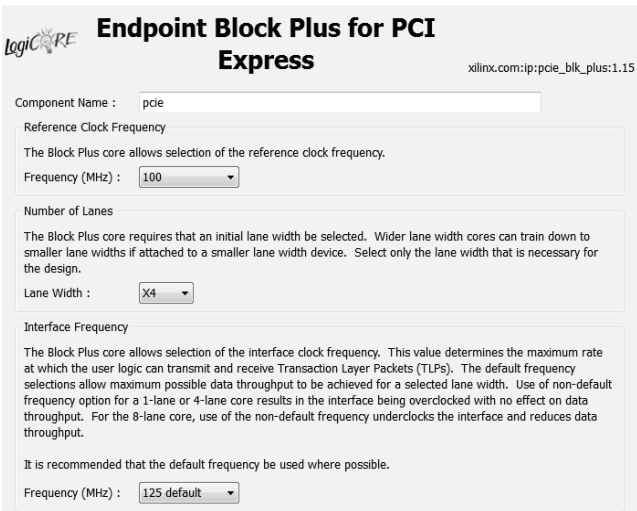 LogiCORE
Endpoint Block Plus for PCI
Express
xilinx.com:ip:pcie_blk_plus:1.15
Component Name : pcie
Reference Clock Frequency
The Block Plus core allows selection of the reference clock frequency.
Frequency (MHz) : 100
Number of Lanes
The Block Plus core requires that an initial lane width be selected. Wider lane width cores can train down to
smaller lane widths if attached to a smaller lane width device. Select only the lane width that is necessary for
the design.
Lane Width : X4
Interface Frequency
The Block Plus core allows selection of the interface clock frequency. This value determines the maximum rate
at which the user logic can transmit and receive Transaction Layer Packets (TLPs). The default frequency
selections allow maximum possible data throughput to be achieved for a selected lane width. Use of non-default
frequency option for a 1-lane or 4-lane core results in the interface being overclocked with no effect on data
throughput. For the 8-lane core, use of the non-default frequency underclocks the interface and reduces data
throughput.
It is recommended that the default frequency be used where possible.
Frequency (MHz) : 125 default